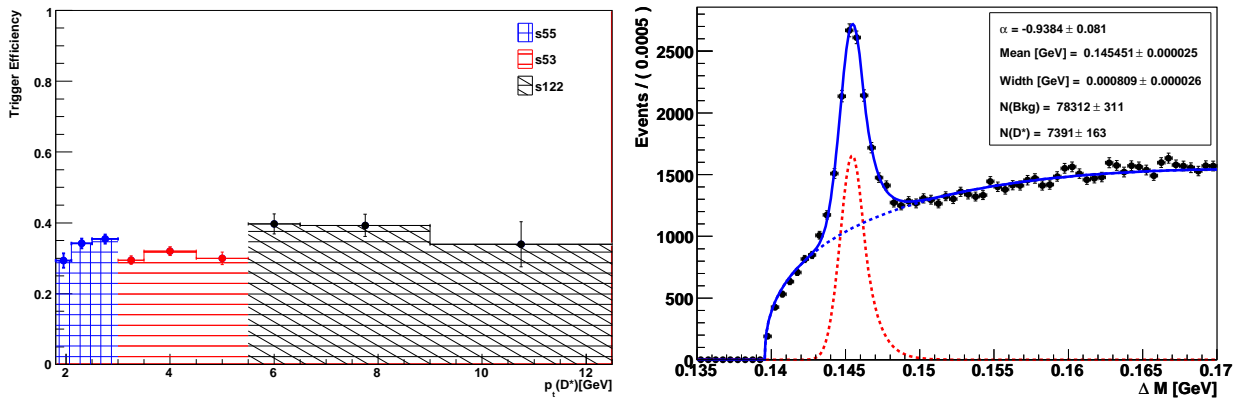 Trigger Efficiency
1
0.8
0.6
0.4
0.2
0
s55
s53
s122
2 4 6 8 10 12
p_t(D*)[GeV]
Events / ( 0.0005 )
2500
2000
1500
1000
500
0
α = -0.9384 ± 0.081
Mean [GeV] = 0.145451 ± 0.000025
Width [GeV] = 0.000809 ± 0.000026
N(Bkg) = 78312 ± 311
N(D*) = 7391 ± 163
0.135 0.14 0.145 0.15 0.155 0.16 0.165 0.17
Δ M [GeV]